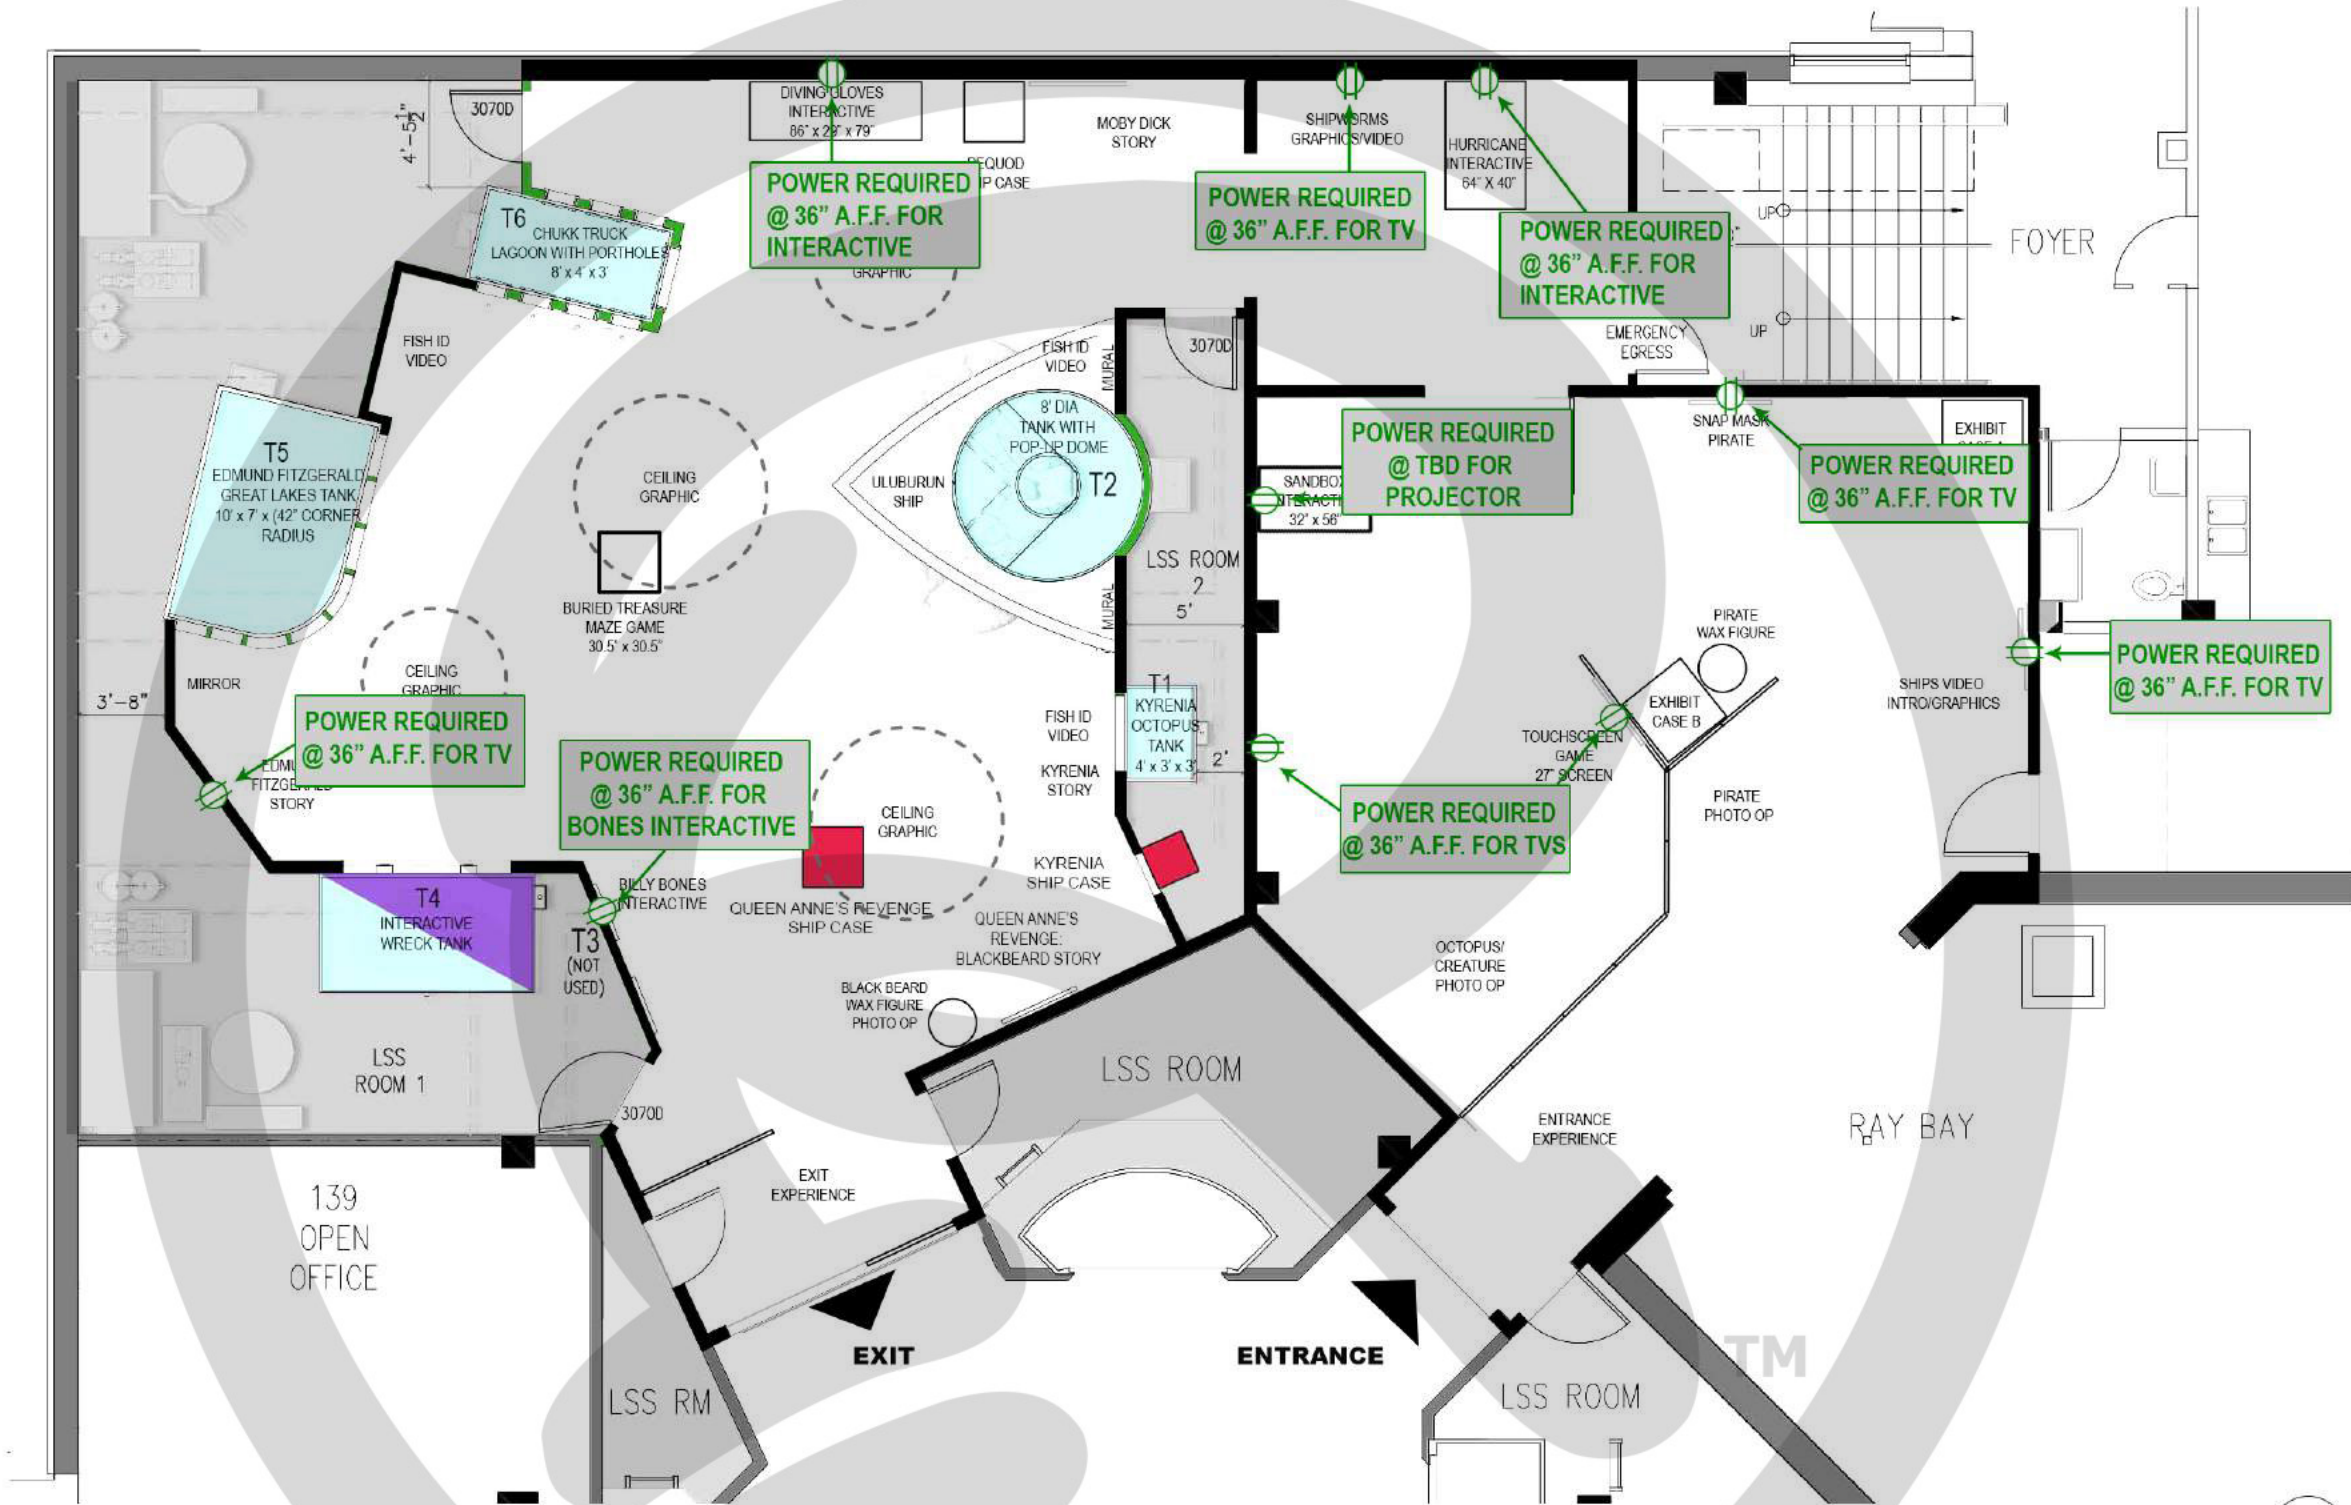 3070D
4'-5½"
DIVING GLOVES
INTERACTIVE
86" x 29" x 79"
PEQUOD
SHIP CASE
MOBY DICK
STORY
SHIPWORMS
GRAPHICS/VIDEO
HURRICANE
INTERACTIVE
64" X 40"
POWER REQUIRED
@ 36” A.F.F. FOR
INTERACTIVE
GRAPHIC
POWER REQUIRED
@ 36” A.F.F. FOR TV
POWER REQUIRED
@ 36” A.F.F. FOR
INTERACTIVE
UP
UP
FOYER
EMERGENCY
EGRESS
T6
CHUKK TRUCK
LAGOON WITH PORTHOLES
8' x 4' x 3'
FISH ID
VIDEO
FISH ID
VIDEO
MURAL
3070D
8' DIA
TANK WITH
POP-UP DOME
T2
ULUBURUN
SHIP
MURAL
LSS ROOM
2
5'
T5
EDMUND FITZGERALD
GREAT LAKES TANK
10' x 7' x (42" CORNER
RADIUS
CEILING
GRAPHIC
BURIED TREASURE
MAZE GAME
30.5" x 30.5"
POWER REQUIRED
@ TBD FOR
PROJECTOR
SANDBOX
INTERACTI
32" x 56"
SNAP MASK
PIRATE
EXHIBIT
POWER REQUIRED
@ 36” A.F.F. FOR TV
PIRATE
WAX FIGURE
EXHIBIT
CASE B
SHIPS VIDEO
INTRO/GRAPHICS
POWER REQUIRED
@ 36” A.F.F. FOR TV
TOUCHSCREEN
GAME
27" SCREEN
PIRATE
PHOTO OP
POWER REQUIRED
@ 36” A.F.F. FOR TVS
MIRROR
3'-8"
CEILING
GRAPHIC
POWER REQUIRED
@ 36” A.F.F. FOR TV
EDMU
FITZGERALD
STORY
POWER REQUIRED
@ 36” A.F.F. FOR
BONES INTERACTIVE
CEILING
GRAPHIC
FISH ID
VIDEO
KYRENIA
STORY
T1
KYRENIA
OCTOPUS
TANK
4' x 3' x 3'
2'
KYRENIA
SHIP CASE
BILLY BONES
INTERACTIVE
QUEEN ANNE'S REVENGE
SHIP CASE
QUEEN ANNE'S
REVENGE:
BLACKBEARD STORY
BLACK BEARD
WAX FIGURE
PHOTO OP
T4
INTERACTIVE
WRECK TANK
T3
(NOT
USED)
LSS
ROOM 1
3070D
LSS ROOM
OCTOPUS/
CREATURE
PHOTO OP
ENTRANCE
EXPERIENCE
RAY BAY
139
OPEN
OFFICE
EXIT
EXPERIENCE
EXIT
ENTRANCE
LSS RM
LSS ROOM
TM